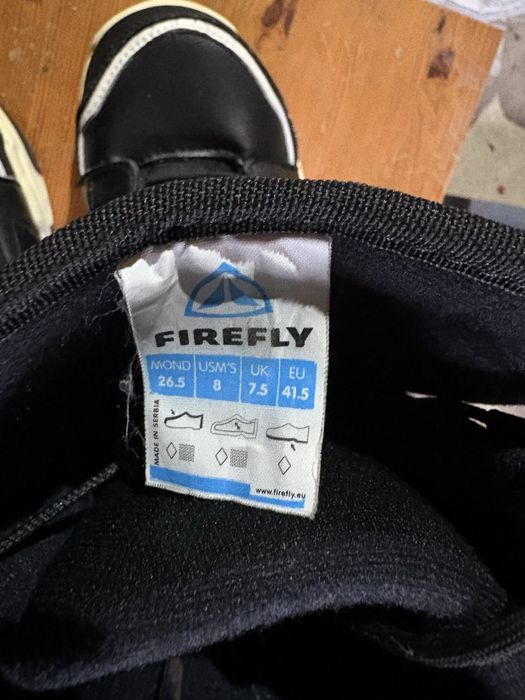 FIREFLY
MOND USM'S UK EU
26.5 8 7.5 41.5
MADE IN SERBIA
www.firefly.eu